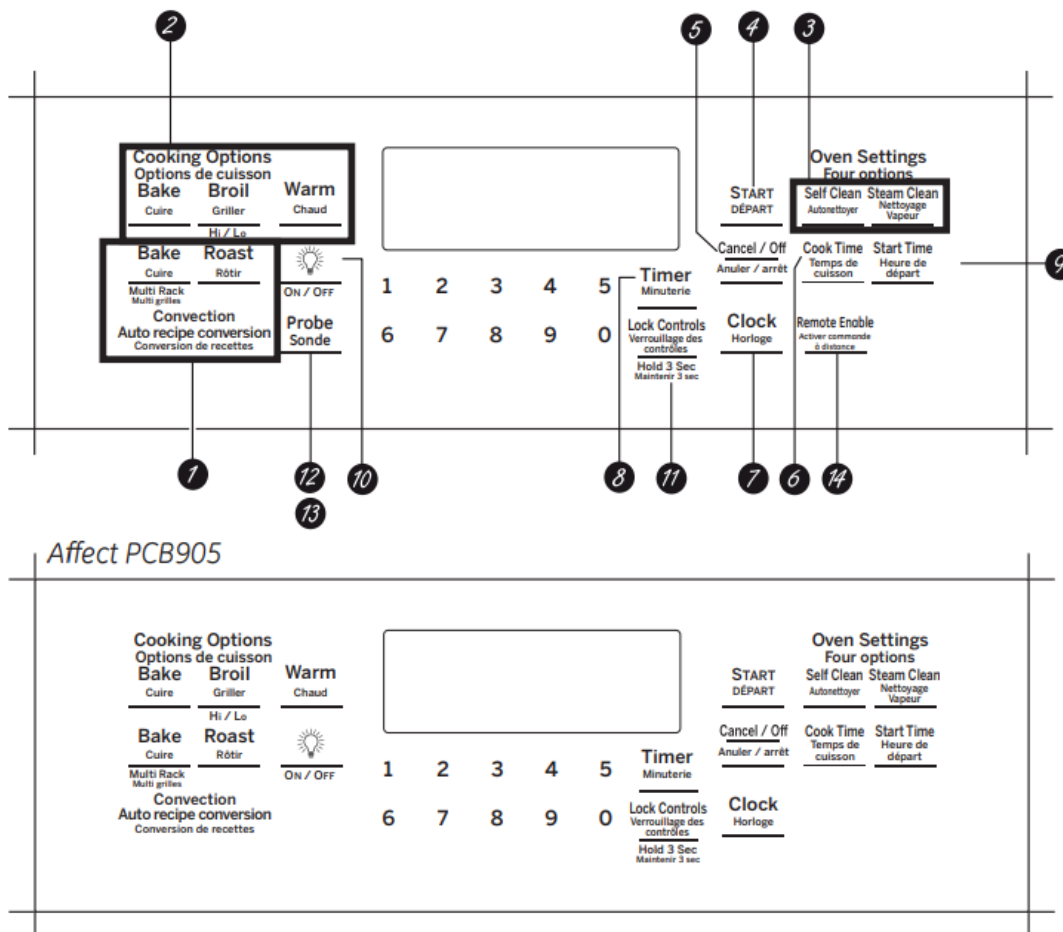 2
5
4
3
Cooking Options
Options de cuisson
Bake Broil Warm
Cuire Griller Chaud
Hi / Lo
Bake Roast
Cuire Rôtir
Multi Rack
Multi grilles
ON / OFF
Convection
Auto recipe conversion
Conversion de recettes
Probe
Sonde
1 2 3 4 5
6 7 8 9 0
Timer
Minuterie
Lock Controls
Verrouillage des
contrôles
Hold 3 Sec
Maintenir 3 sec
START
DÉPART
Cancel / Off
Anuler / arrêt
Clock
Horloge
Oven Settings
Four options
Self Clean Steam Clean
Autonettoyer Nettoyage
Vapeur
Cook Time Start Time
Temps de Heure de
cuisson départ
Remote Enable
Activer commande
à distance
9
1
12
13
10
8
11
7
6
14
Affect PCB905
Cooking Options
Options de cuisson
Bake Broil Warm
Cuire Griller Chaud
Hi / Lo
Bake Roast
Cuire Rôtir
Multi Rack
Multi grilles
ON / OFF
Convection
Auto recipe conversion
Conversion de recettes
1 2 3 4 5
6 7 8 9 0
Timer
Minuterie
Lock Controls
Verrouillage des
contrôles
Hold 3 Sec
Maintenir 3 sec
START
DÉPART
Cancel / Off
Anuler / arrêt
Clock
Horloge
Oven Settings
Four options
Self Clean Steam Clean
Autonettoyer Nettoyage
Vapeur
Cook Time Start Time
Temps de Heure de
cuisson départ